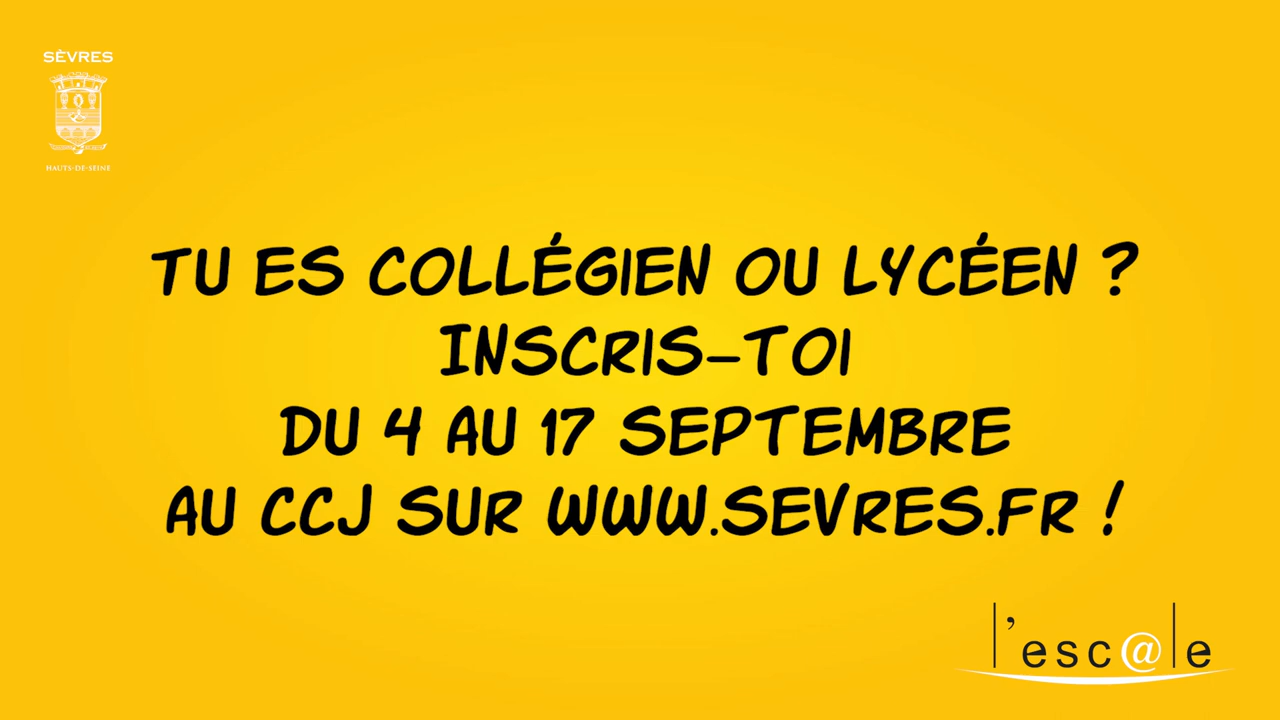 SÈVRES
HAUTS-DE-SEINE
TU ES COLLÉGIEN OU LYCÉEN ?
INSCRIS-TOI
DU 4 AU 17 SEPTEMBRE
AU CCJ SUR WWW.SEVRES.FR !
l'esc@le